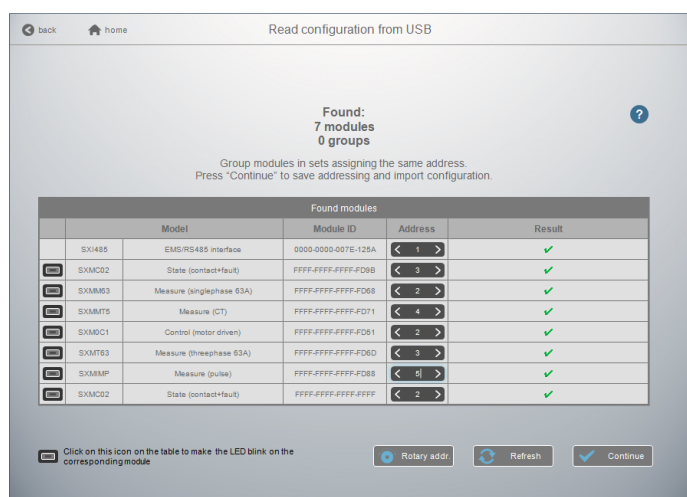 back
home
Read configuration from USB
Found:
7 modules
0 groups
?
Group modules in sets assigning the same address.
Press "Continue" to save addressing and import configuration.
Found modules
Model Module ID Address Result
SXI485 EMS/RS485 interface 0000-0000-007E-126A 1
SXMC02 State (contact+fault) FFFF-FFFF-FFFF-FD9B 3
SXMM63 Measure (singlephase 63A) FFFF-FFFF-FFFF-FD68 2
SXMMT5 Measure (CT) FFFF-FFFF-FFFF-FD71 4
SXM0C1 Control (motor driven) FFFF-FFFF-FFFF-FD51 2
SXMT63 Measure (threephase 63A) FFFF-FFFF-FFFF-FD6D 3
SXMIMP Measure (pulse) FFFF-FFFF-FFFF-FD88 5
SXMC02 State (contact+fault) FFFF-FFFF-FFFF-FFFF 2
Click on this icon on the table to make the LED blink on the
corresponding module
Rotary addr.
Refresh
Continue